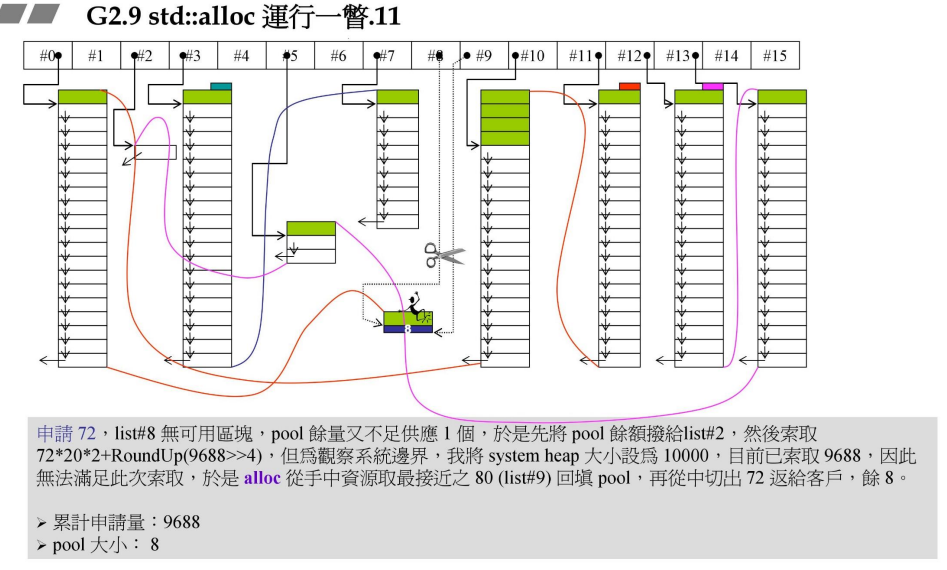 G2.9 std::alloc 運行一瞥.11
#0 #1 #2 #3 #4 #5 #6 #7 #8 #9 #10 #11 #12 #13 #14 #15
8
申請 72，list#8 無可用區塊，pool 餘量又不足供應 1 個，於是先將 pool 餘額撥給list#2，然後索取
72*20*2+RoundUp(9688>>4)，但爲觀察系統邊界，我將 system heap 大小設爲 10000，目前已索取 9688，因此
無法滿足此次索取，於是 alloc 從手中資源取最接近之 80 (list#9) 回填 pool，再從中切出 72 返給客戶，餘 8。
➢ 累計申請量：9688
➢ pool 大小： 8